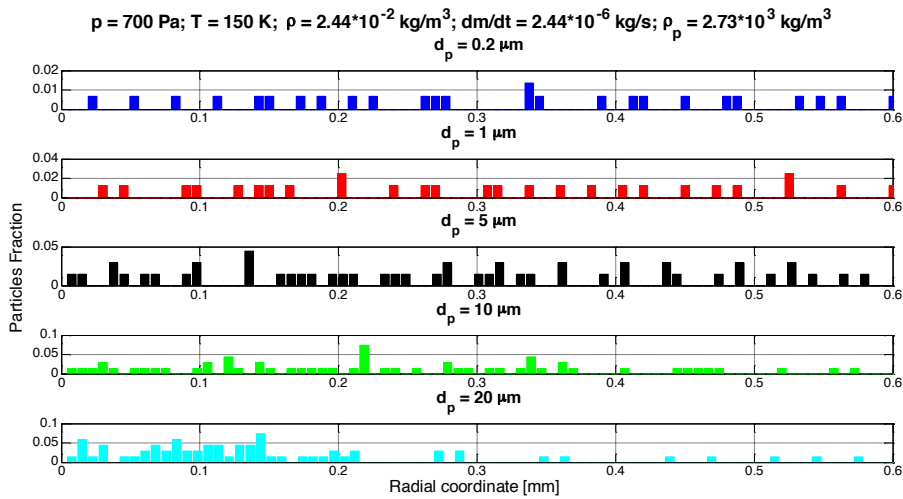 p = 700 Pa; T = 150 K; ρ = 2.44*10⁻² kg/m³; dm/dt = 2.44*10⁻⁶ kg/s; ρₚ = 2.73*10³ kg/m³
dₚ = 0.2 μm
0.02
0.01
0
0 0.1 0.2 0.3 0.4 0.5 0.6
dₚ = 1 μm
0.04
0.02
0
0 0.1 0.2 0.3 0.4 0.5 0.6
dₚ = 5 μm
0.05
0
0 0.1 0.2 0.3 0.4 0.5 0.6
dₚ = 10 μm
0.1
0.05
0
0 0.1 0.2 0.3 0.4 0.5 0.6
dₚ = 20 μm
0.1
0.05
0
0 0.1 0.2 0.3 0.4 0.5 0.6
Radial coordinate [mm]
Particles Fraction